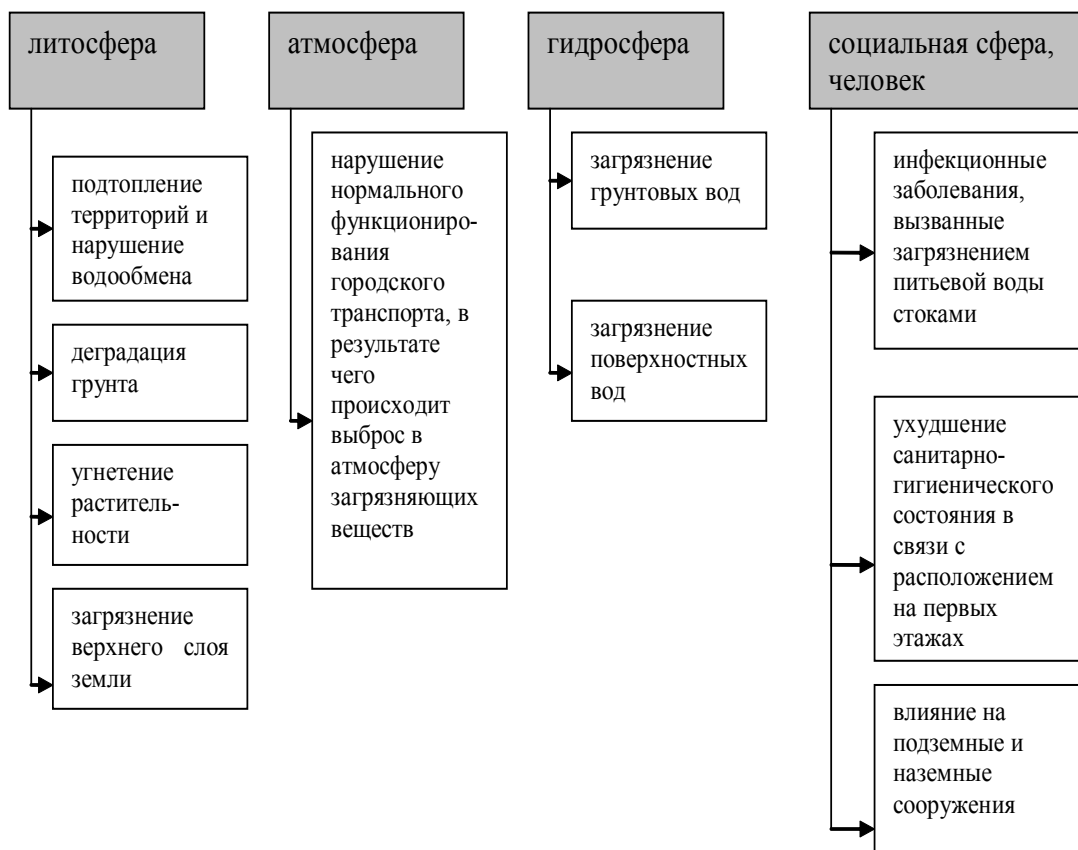 литосфера
подтопление
территорий и
нарушение
водообмена
деградация
грунта
угнетение
раститель-
ности
загрязнение
верхнего слоя
земли
атмосфера
нарушение
нормального
функциониро-
вания
городского
транспорта, в
результате
чего
происходит
выброс в
атмосферу
загрязняющих
веществ
гидросфера
загрязнение
грунтовых вод
загрязнение
поверхностных
вод
социальная сфера,
человек
инфекционные
заболевания,
вызванные
загрязнением
питьевой воды
стоками
ухудшение
санитарно-
гигиенического
состояния в
связи с
расположением
на первых
этажах
влияние на
подземные и
наземные
сооружения